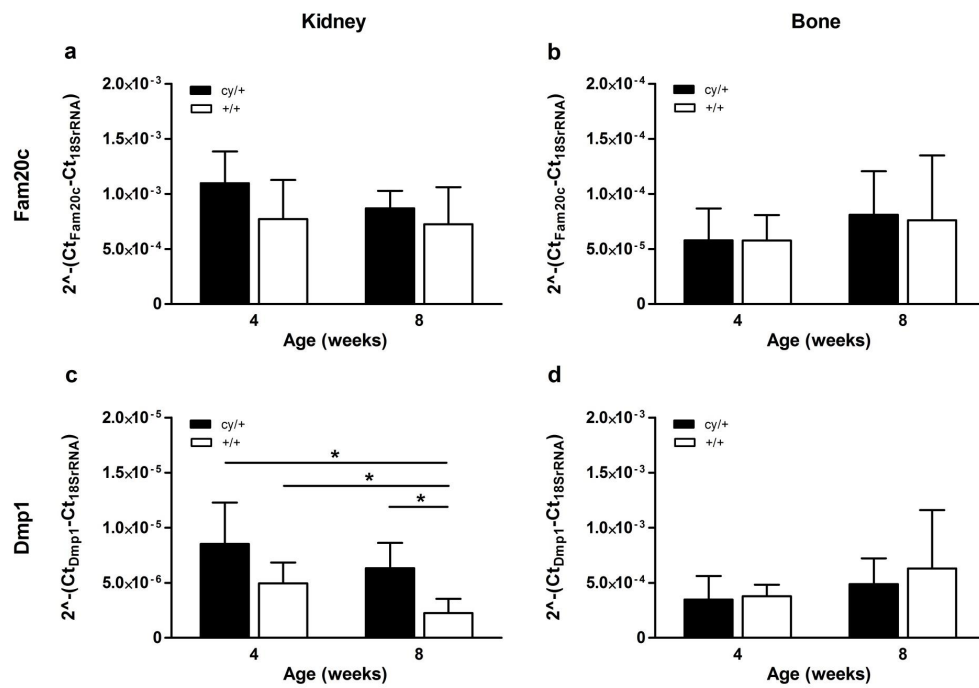 Kidney
Bone
Fam20c
a
2^-(CtFam20c-Ct18SrRNA)
2.0×10-3
1.5×10-3
1.0×10-3
5.0×10-4
0
cy/+
+/+
4
8
Age (weeks)
b
2^-(CtFam20c-Ct18SrRNA)
2.0×10-4
1.5×10-4
1.0×10-4
5.0×10-5
0
cy/+
+/+
4
8
Age (weeks)
Dmp1
c
2^-(CtDmp1-Ct18SrRNA)
2.0×10-5
1.5×10-5
1.0×10-5
5.0×10-6
0
cy/+
+/+
*
*
*
4
8
Age (weeks)
d
2^-(CtDmp1-Ct18SrRNA)
2.0×10-3
1.5×10-3
1.0×10-3
5.0×10-4
0
cy/+
+/+
4
8
Age (weeks)